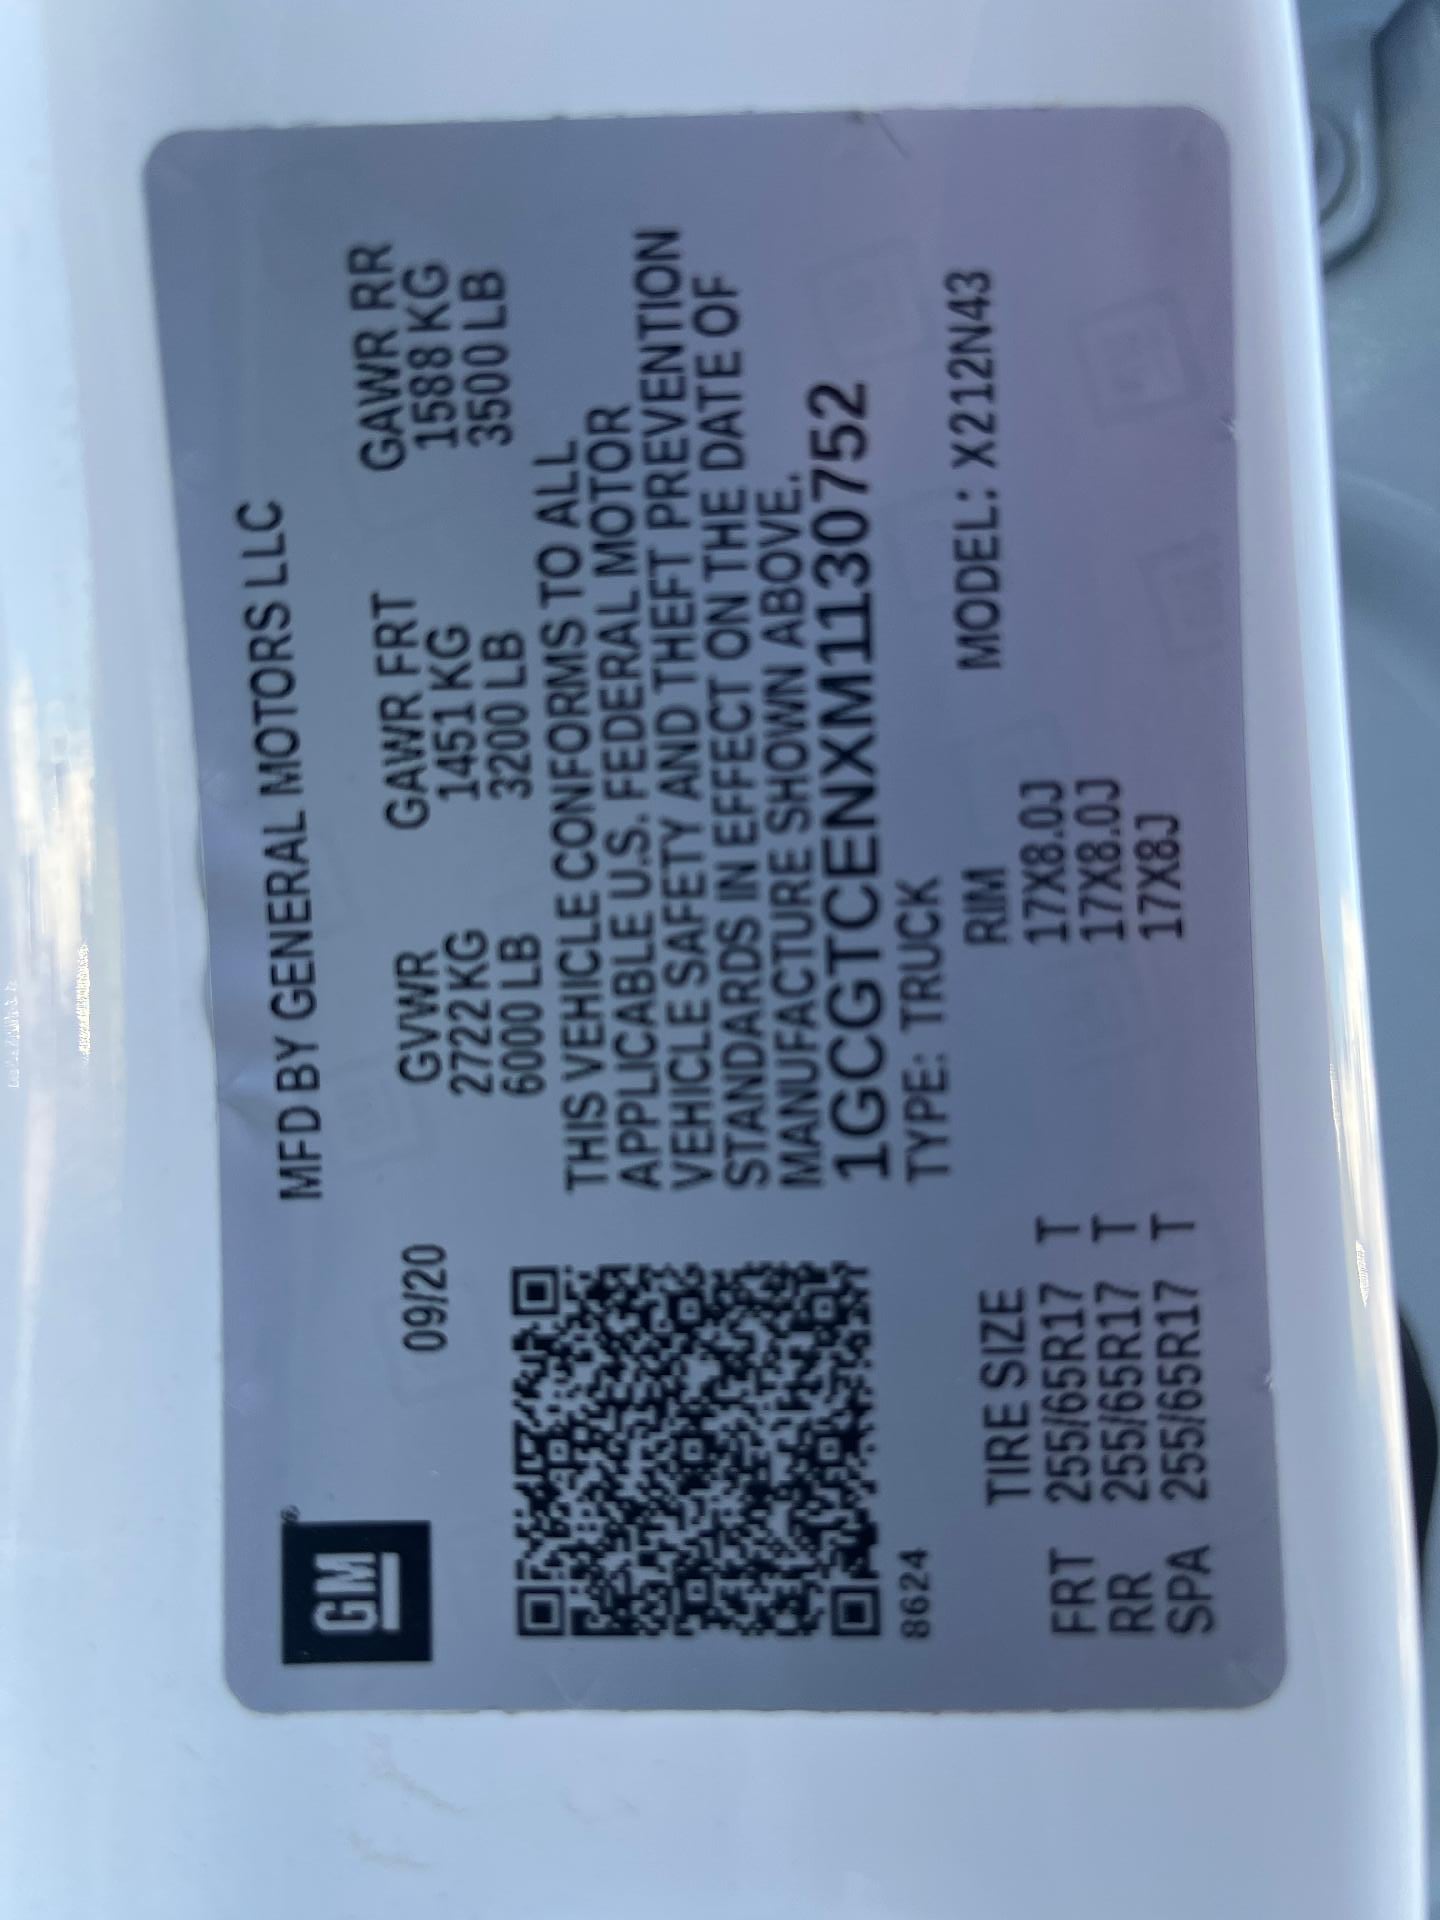 GM®
MFD BY GENERAL MOTORS LLC
09/20
GVWR GAWR FRT GAWR RR
2722 KG 1451 KG 1588 KG
6000 LB 3200 LB 3500 LB
THIS VEHICLE CONFORMS TO ALL
APPLICABLE U.S. FEDERAL MOTOR
VEHICLE SAFETY AND THEFT PREVENTION
STANDARDS IN EFFECT ON THE DATE OF
MANUFACTURE SHOWN ABOVE.
1GCGTCENXM1130752
8624
TYPE: TRUCK
MODEL: X212N43
TIRE SIZE RIM
FRT 255/65R17 T 17X8.0J
RR 255/65R17 T 17X8.0J
SPA 255/65R17 T 17X8J